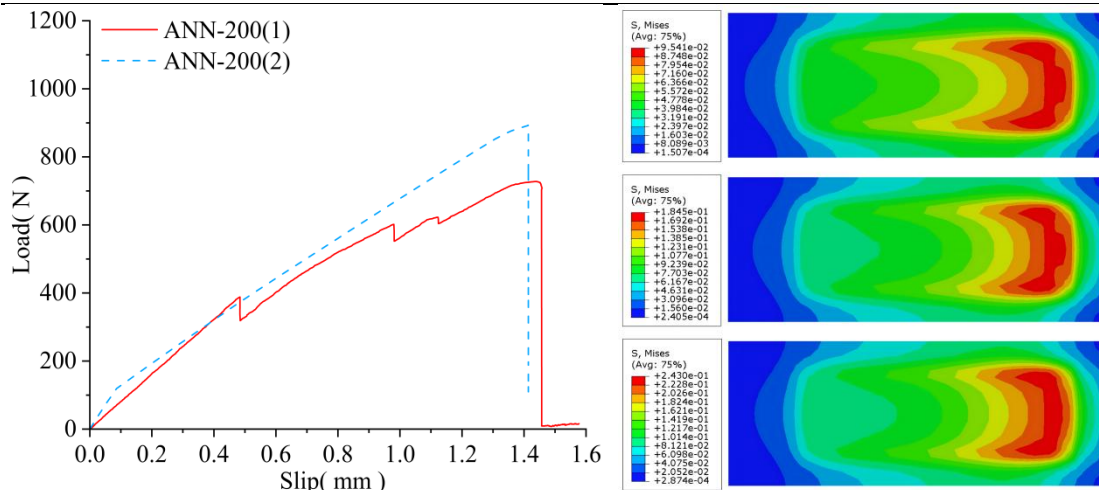 1200
1000
800
600
400
200
0
Load( N )
ANN-200(1)
ANN-200(2)
0.0 0.2 0.4 0.6 0.8 1.0 1.2 1.4 1.6
Slip( mm )
S, Mises
(Avg: 75%)
+9.541e-02
+8.748e-02
+7.954e-02
+7.160e-02
+6.366e-02
+5.572e-02
+4.778e-02
+3.984e-02
+3.191e-02
+2.397e-02
+1.603e-02
+8.089e-03
+1.507e-04
S, Mises
(Avg: 75%)
+1.845e-01
+1.692e-01
+1.538e-01
+1.385e-01
+1.231e-01
+1.077e-01
+9.239e-02
+7.703e-02
+6.167e-02
+4.631e-02
+3.096e-02
+1.560e-02
+2.405e-04
S, Mises
(Avg: 75%)
+2.430e-01
+2.228e-01
+2.026e-01
+1.824e-01
+1.621e-01
+1.419e-01
+1.217e-01
+1.014e-01
+8.121e-02
+6.098e-02
+4.075e-02
+2.052e-02
+2.874e-04